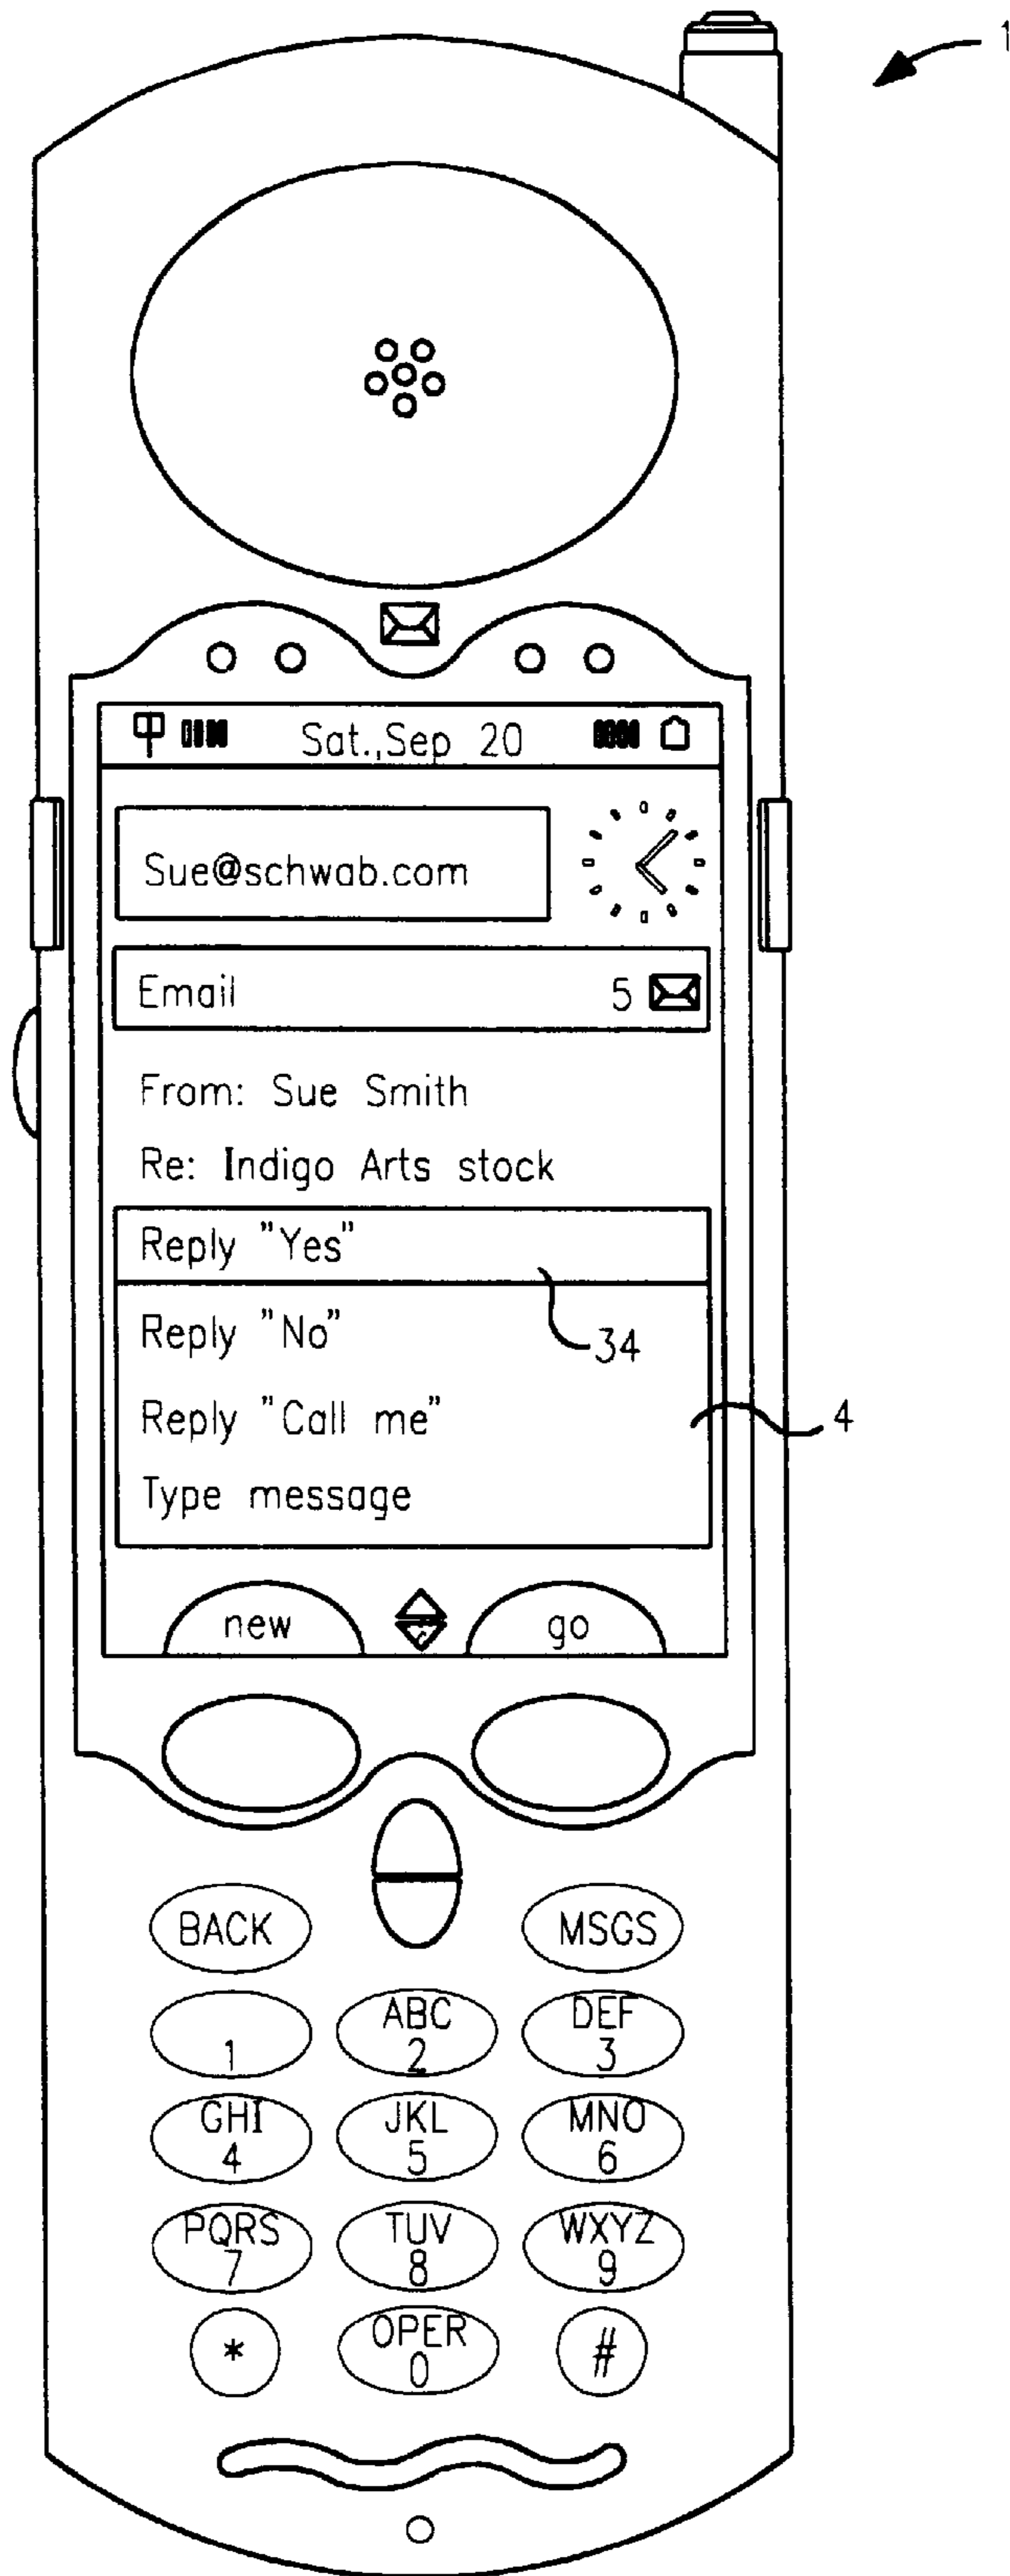 1
Sat.,Sep 20
Sue@schwab.com
Email 5
From: Sue Smith
Re: Indigo Arts stock
Reply "Yes"
34
Reply "No"
Reply "Call me"
4
Type message
new go
BACK MSGS
1 ABC 2 DEF 3
GHI 4 JKL 5 MNO 6
PQRS 7 TUV 8 WXYZ 9
* OPER 0 #